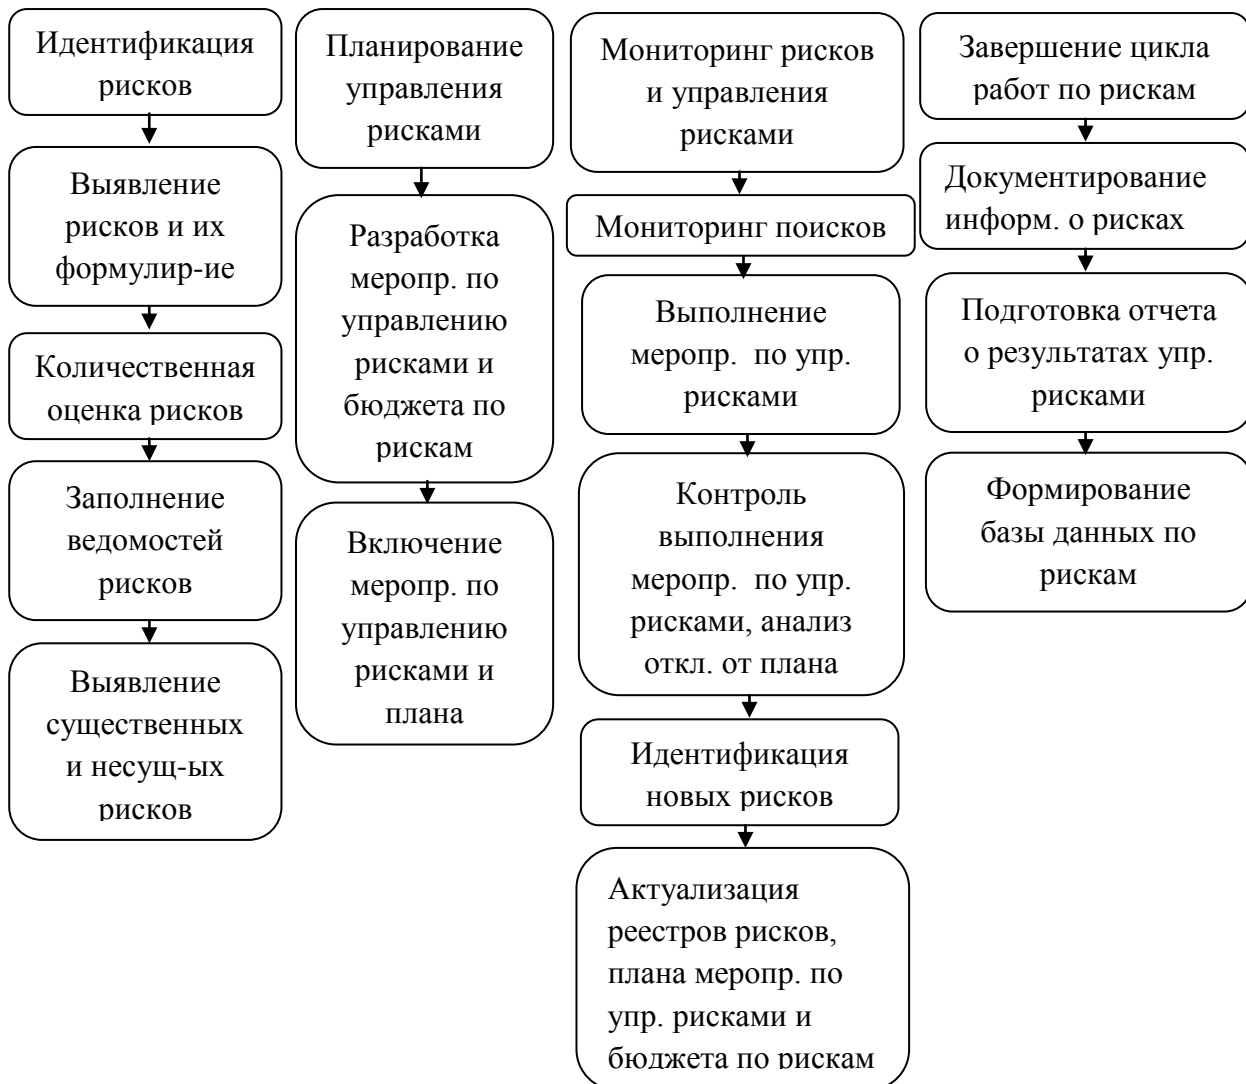 Идентификация
рисков
Выявление
рисков и их
формулир-ие
Количественная
оценка рисков
Заполнение
ведомостей
рисков
Выявление
существенных
и несущ-ых
рисков
Планирование
управления
рисками
Разработка
меропр. по
управлению
рисками и
бюджета по
рискам
Включение
меропр. по
управлению
рисками и
плана
Мониторинг рисков
и управления
рисками
Мониторинг поисков
Выполнение
меропр. по упр.
рисками
Контроль
выполнения
меропр. по упр.
рисками, анализ
откл. от плана
Идентификация
новых рисков
Актуализация
реестров рисков,
плана меропр. по
упр. рисками и
бюджета по рискам
Завершение цикла
работ по рискам
Документирование
информ. о рисках
Подготовка отчета
о результатах упр.
рисками
Формирование
базы данных по
рискам